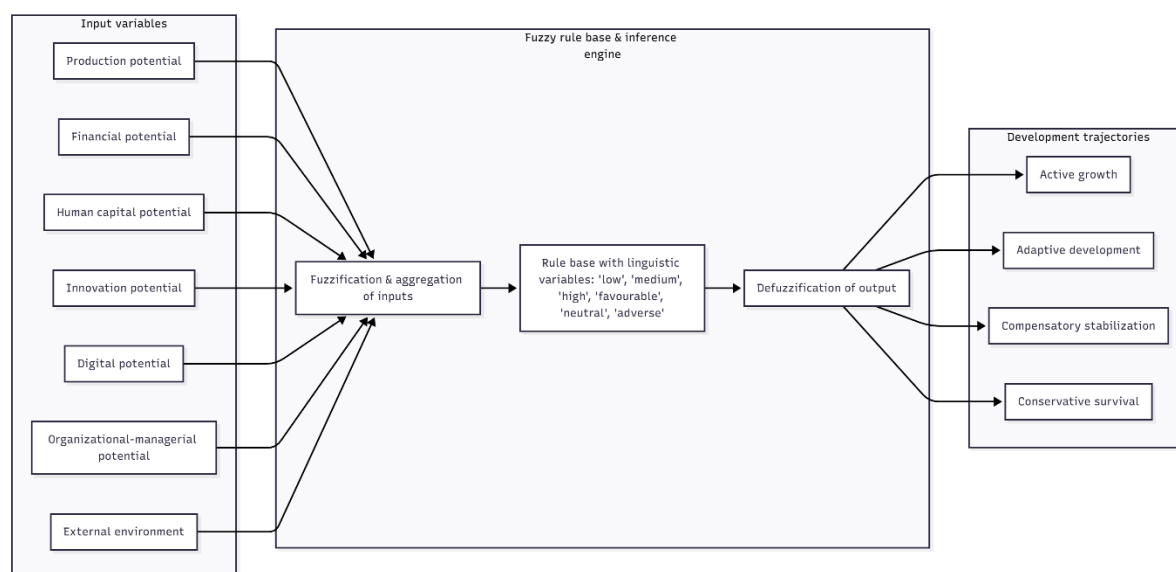 Input variables
Production potential
Financial potential
Human capital potential
Innovation potential
Digital potential
Organizational-managerial
potential
External environment
Fuzzy rule base & inference
engine
Fuzzification & aggregation
of inputs
Rule base with linguistic
variables: 'low', 'medium',
'high', 'favourable',
'neutral', 'adverse'
Defuzzification of output
Development trajectories
Active growth
Adaptive development
Compensatory stabilization
Conservative survival